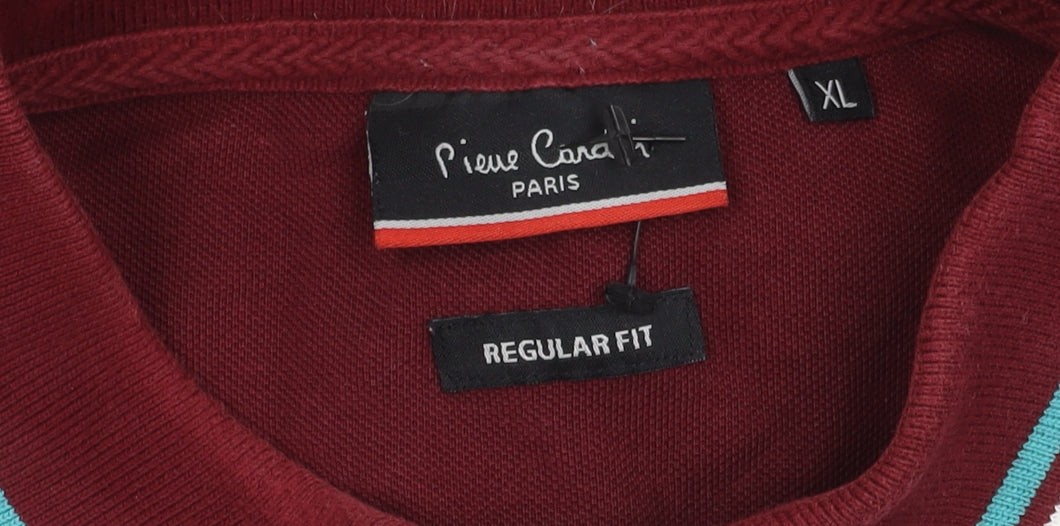 Pierre Cardin
PARIS
XL
REGULAR FIT